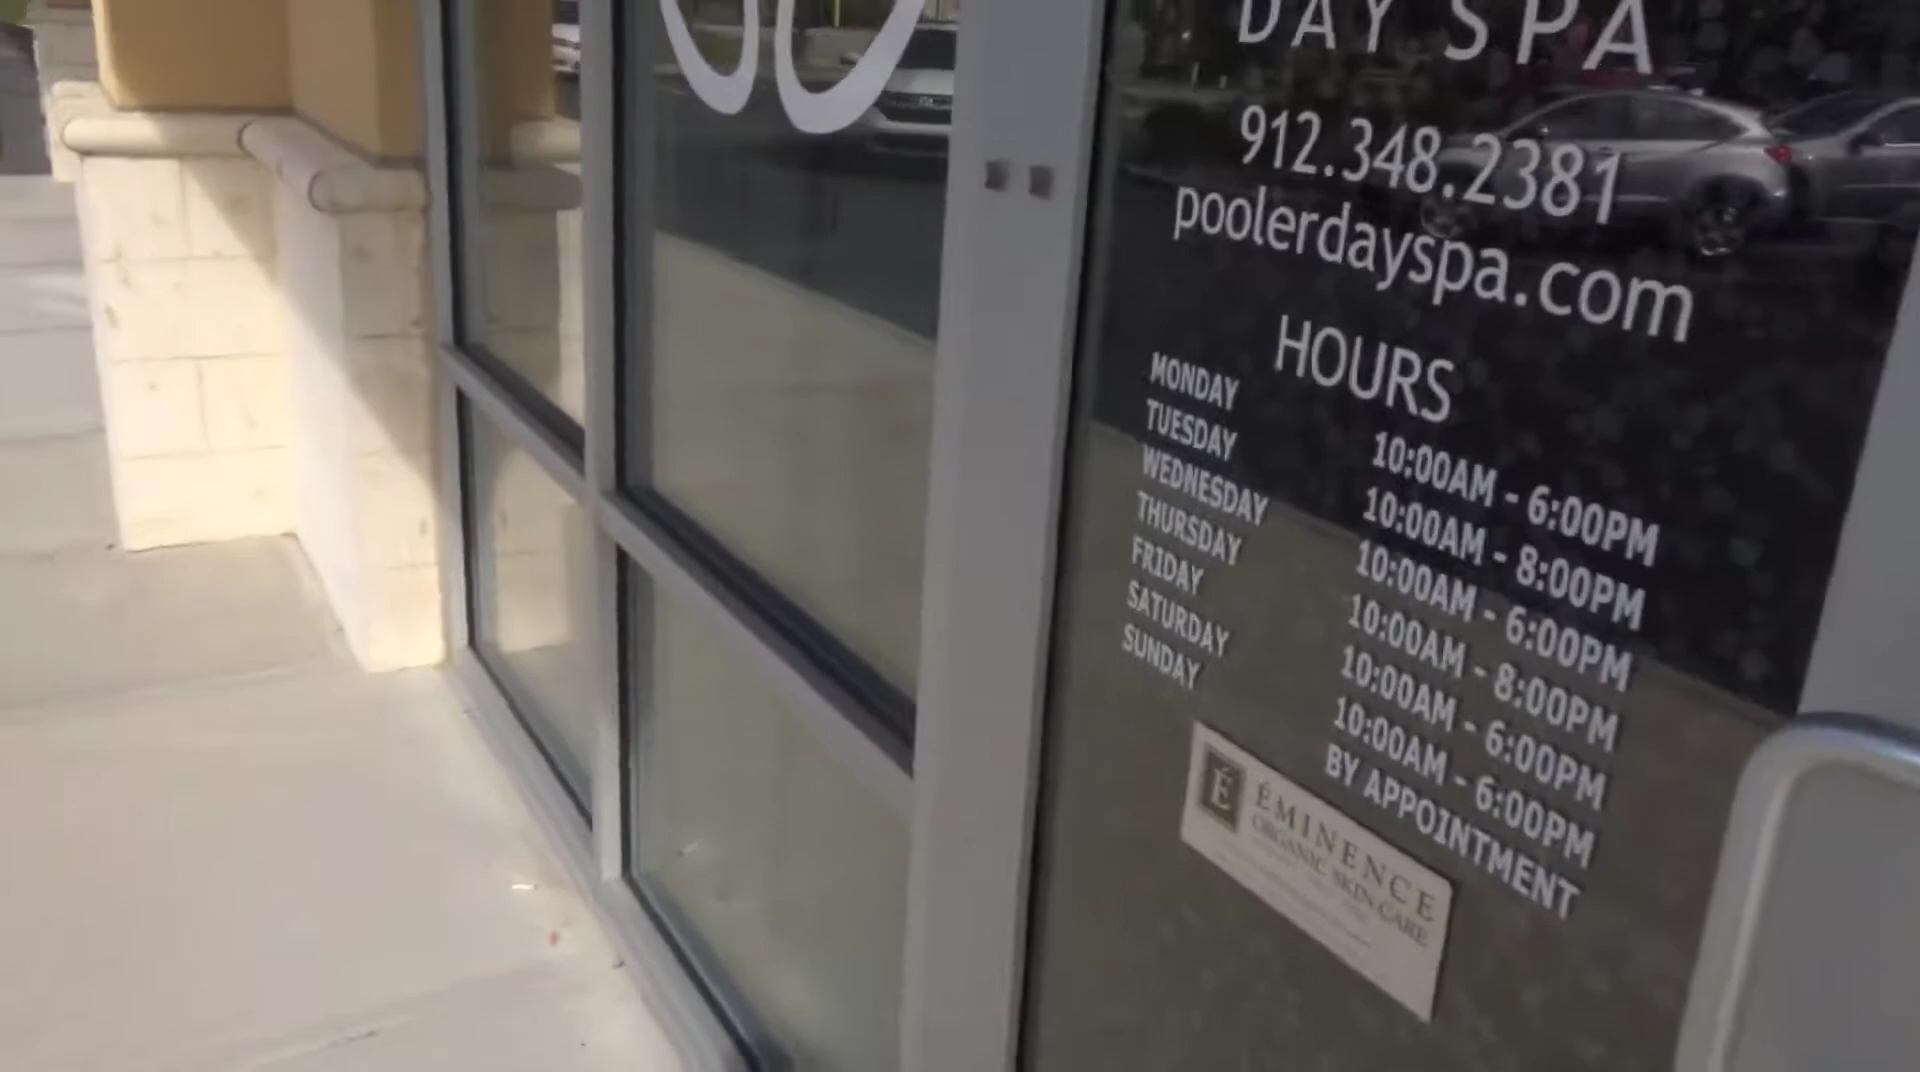 DAY SPA
912.348.2381
poolerdayspa.com
HOURS
MONDAY 10:00AM - 6:00PM
TUESDAY 10:00AM - 8:00PM
WEDNESDAY 10:00AM - 6:00PM
THURSDAY 10:00AM - 8:00PM
FRIDAY 10:00AM - 6:00PM
SATURDAY 10:00AM - 6:00PM
SUNDAY BY APPOINTMENT
É
ÉMINENCE
ORGANIC SKIN CARE